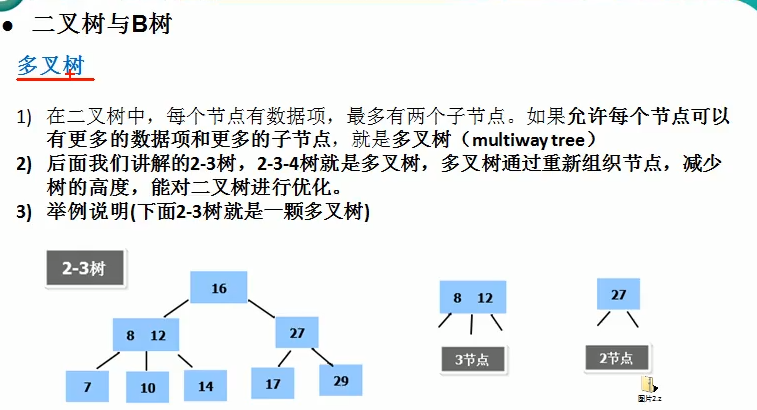 ● 二叉树与B树
多叉树
1) 在二叉树中，每个节点有数据项，最多有两个子节点。如果允许每个节点可以
有更多的数据项和更多的子节点，就是多叉树（multiway tree）
2) 后面我们讲解的2-3树，2-3-4树就是多叉树，多叉树通过重新组织节点，减少
树的高度，能对二叉树进行优化。
3) 举例说明(下面2-3树就是一颗多叉树)
2-3树
16
8 12
27
7
10
14
17
29
8 12
3节点
27
2节点
图片2.z